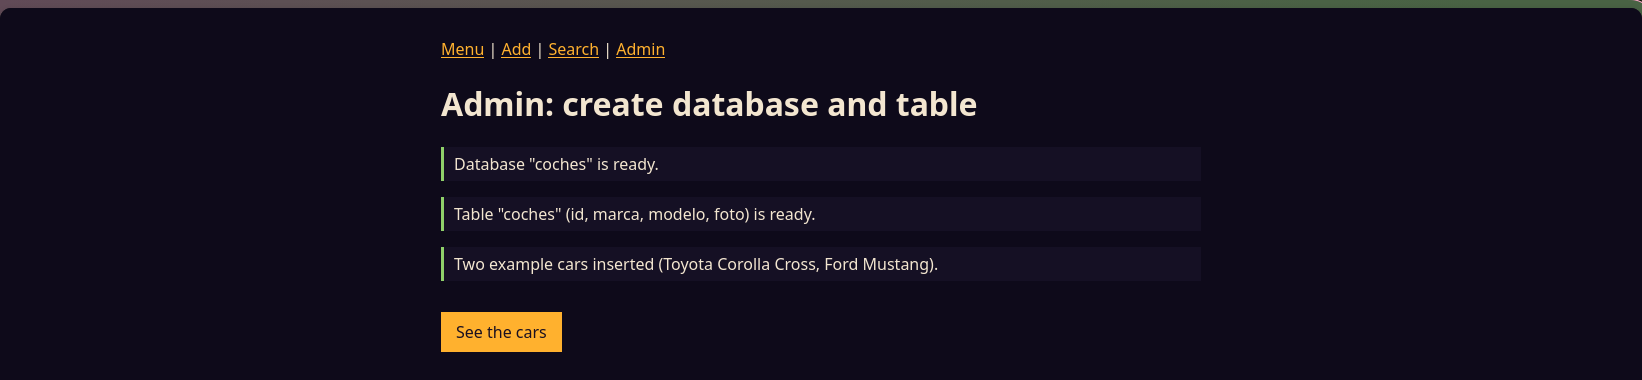 Menu | Add | Search | Admin
Admin: create database and table
Database "coches" is ready.
Table "coches" (id, marca, modelo, foto) is ready.
Two example cars inserted (Toyota Corolla Cross, Ford Mustang).
See the cars